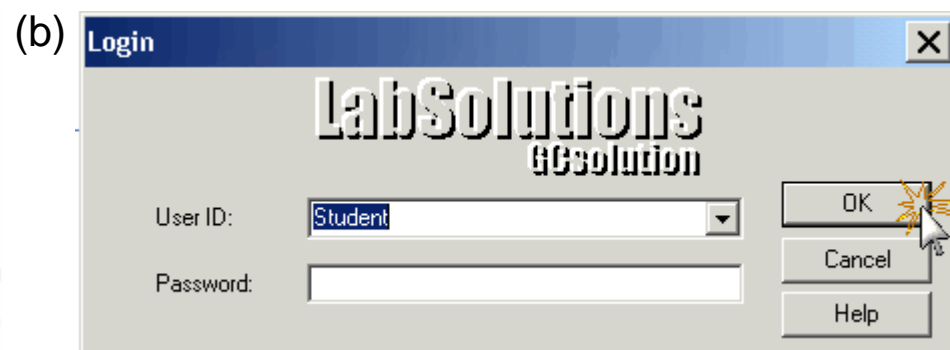 (b)
Login
LabSolutions
GCsolution
User ID:
Student
OK
Cancel
Password:
Help